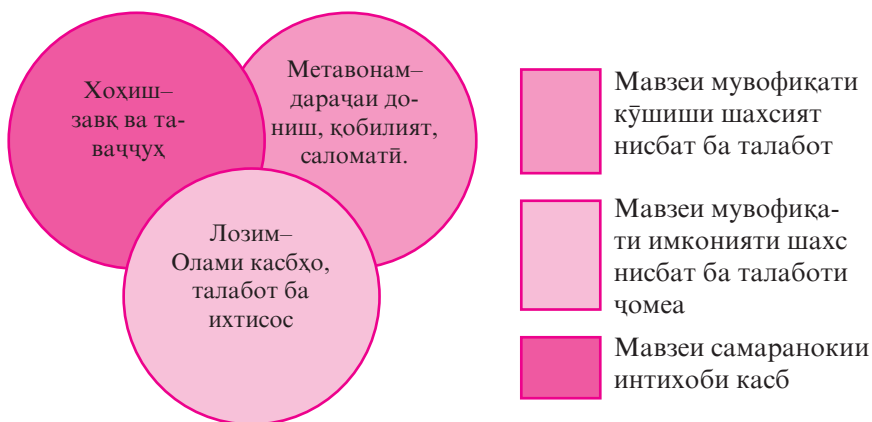 Хоҳиш–
завқ ва та-
ваҷҷуҳ
Метавонам–
дараҷаи до-
ниш, қобилият,
саломатӣ.
Лозим–
Олами касбҳо,
талабот ба
ихтисос
Мавзеи мувофиқати
кӯшиши шахсият
нисбат ба талабот
Мавзеи мувофиқа-
ти имконияти шахс
нисбат ба талаботи
ҷомеа
Мавзеи самаранокии
интихоби касб